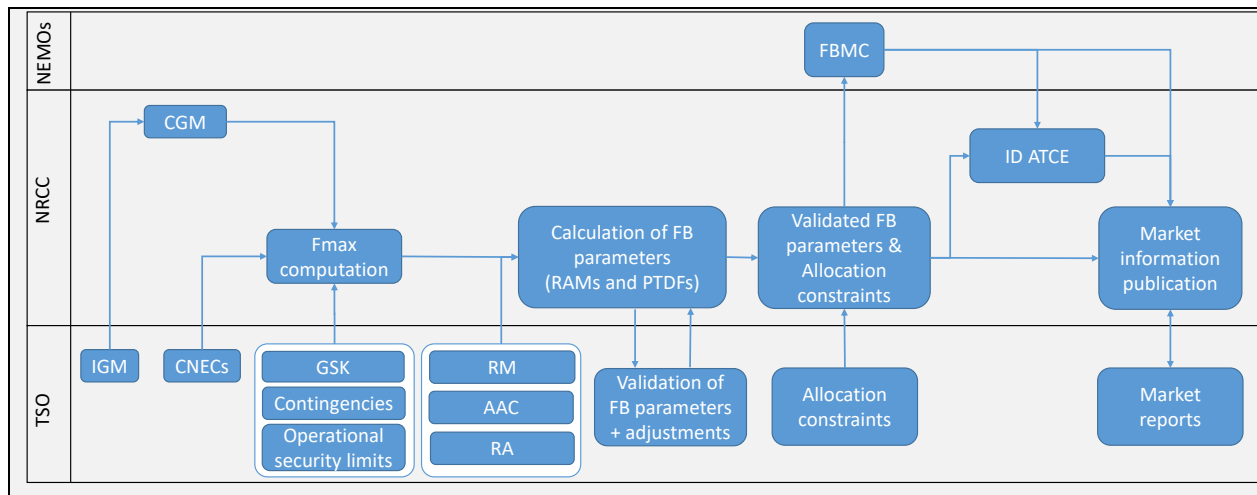 NEMOs
FBMC
NRCC
CGM
ID ATCE
Fmax
computation
Calculation of FB
parameters
(RAMs and PTDFs)
Validated FB
parameters &
Allocation
constraints
Market
information
publication
TSO
IGM
CNECs
GSK
Contingencies
Operational
security limits
RM
AAC
RA
Validation of
FB parameters
+ adjustments
Allocation
constraints
Market
reports